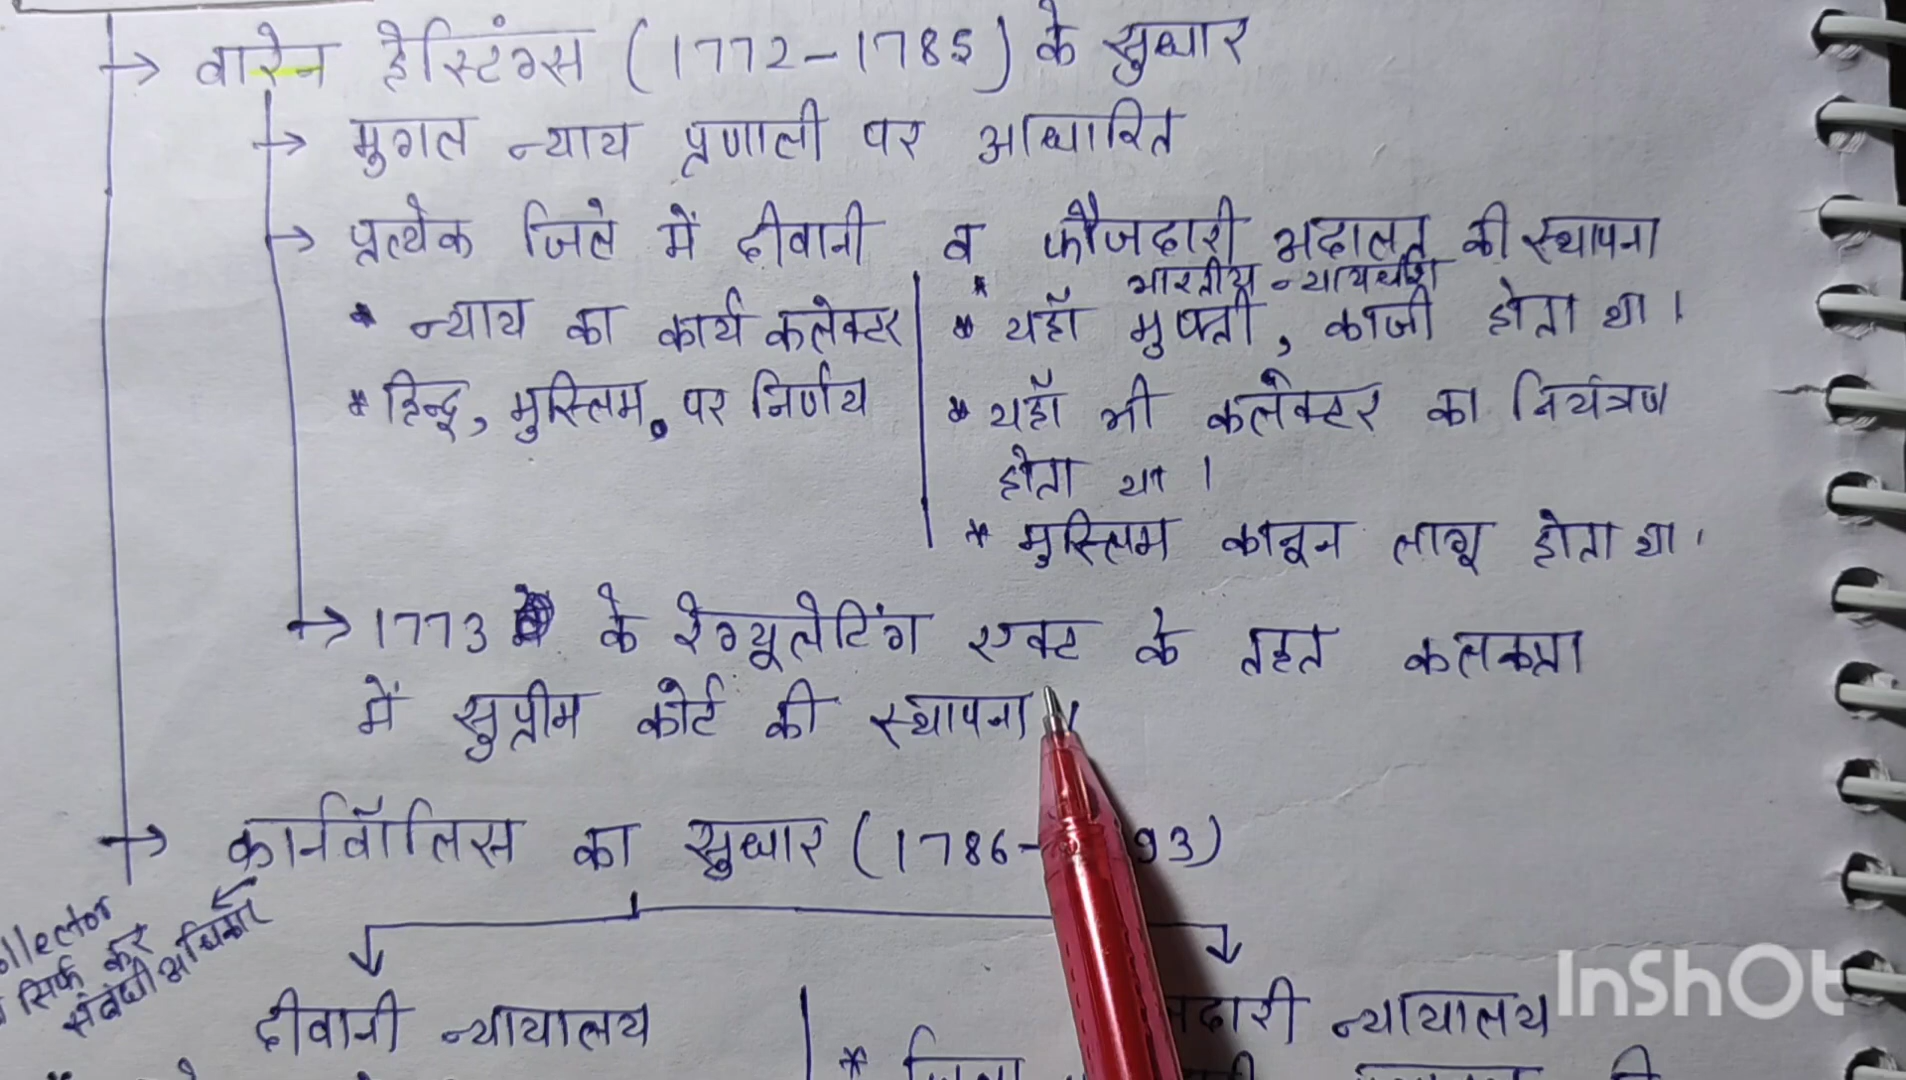 वारेन हेस्टिंग्स (1772-1785) के सुधार
मुगल न्याय प्रणाली पर आधारित
प्रत्येक जिले में दीवानी व फौजदारी अदालत की स्थापना
* भारतीय न्यायधीश
* न्याय का कार्य कलेक्टर
* यहाँ मुफ्ती, काजी होता था।
* हिन्दू, मुस्लिम, पर निर्णय
* यहाँ भी कलेक्टर का नियंत्रण
होता था।
* मुस्लिम कानून लागू होता था।
1773 के रेग्यूलेटिंग एक्ट के तहत कलकत्ता
में सुप्रीम कोर्ट की स्थापना।
कार्नवॉलिस का सुधार (1786- 93)
ollector
सिर्फ कर
संबंधी अधिकार
दीवानी न्यायालय
दारी न्यायालय
* जिला
InShOt